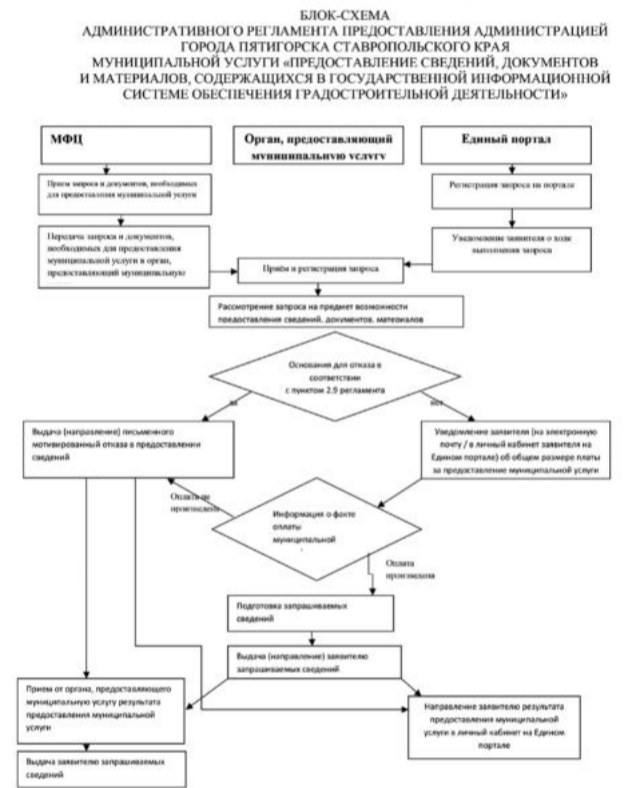 БЛОК-СХЕМА
АДМИНИСТРАТИВНОГО РЕГЛАМЕНТА ПРЕДОСТАВЛЕНИЯ АДМИНИСТРАЦИЕЙ
ГОРОДА ПЯТИГОРСКА СТАВРОПОЛЬСКОГО КРАЯ
МУНИЦИПАЛЬНОЙ УСЛУГИ «ПРЕДОСТАВЛЕНИЕ СВЕДЕНИЙ, ДОКУМЕНТОВ
И МАТЕРИАЛОВ, СОДЕРЖАЩИХСЯ В ГОСУДАРСТВЕННОЙ ИНФОРМАЦИОННОЙ
СИСТЕМЕ ОБЕСПЕЧЕНИЯ ГРАДОСТРОИТЕЛЬНОЙ ДЕЯТЕЛЬНОСТИ»
МФЦ
Орган, предоставляющий
муниципальную услугу
Единый портал
Прием запроса и документов, необходимых
для предоставления муниципальной услуги
Регистрация запроса на портале
Передача запроса и документов,
необходимых для предоставления
муниципальной услуги в орган,
предоставляющий муниципальную
Уведомление заявителя о ходе
выполнения запроса
Приём и регистрация запроса
Рассмотрение запроса на предмет возможности
предоставления сведений, документов, материалов
Основания для отказа в
соответствии
с пунктом 2.9 регламента
да
нет
Выдача (направление) письменного
мотивированный отказа в предоставлении
сведений
Уведомление заявителя (на электронную
почту / в личный кабинет заявителя на
Едином портале) об общем размере платы
за предоставление муниципальной услуги
Оплата не
произведена
Информация о факте
оплаты
муниципальной
Оплата
произведена
Подготовка запрашиваемых
сведений
Выдача (направление) заявителю
запрашиваемых сведений
Прием от органа, предоставляющего
муниципальную услугу результата
предоставления муниципальной
услуги
Направление заявителю результата
предоставления муниципальной
услуги в личный кабинет на Едином
портале
Выдача заявителю запрашиваемых
сведений